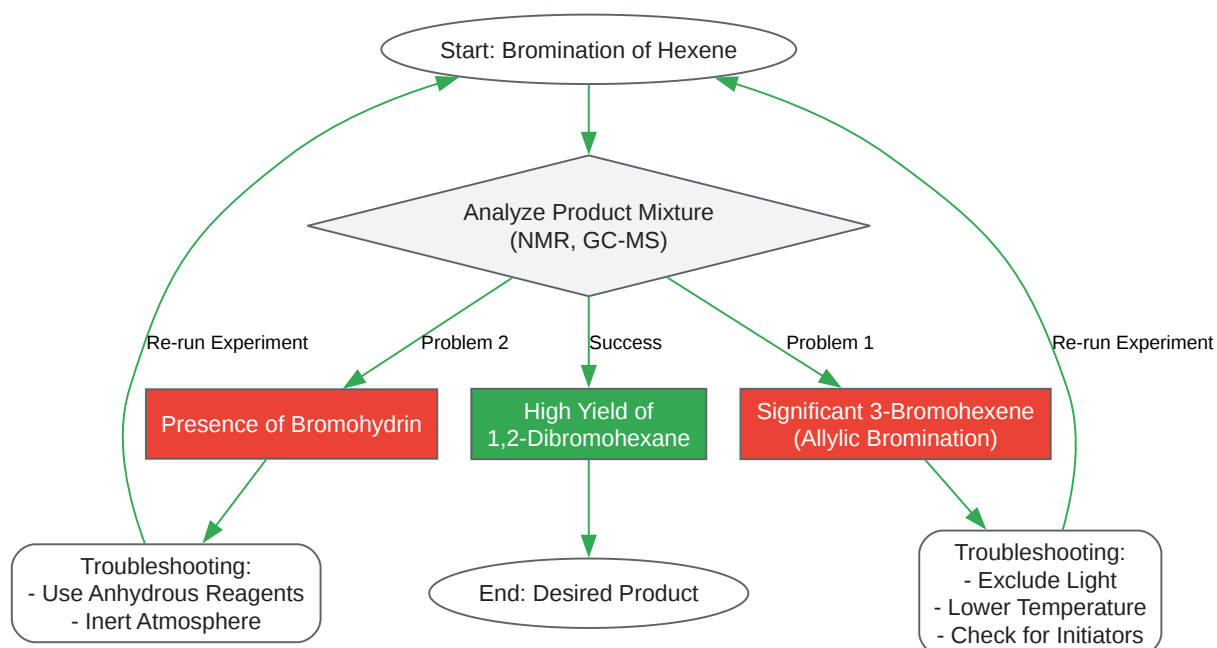 Start: Bromination of Hexene
Analyze Product Mixture
(NMR, GC-MS)
Re-run Experiment
Problem 2
Success
Problem 1
Re-run Experiment
Presence of Bromohydrin
High Yield of
1,2-Dibromohexane
Significant 3-Bromohexene
(Allylic Bromination)
Troubleshooting:
- Use Anhydrous Reagents
- Inert Atmosphere
End: Desired Product
Troubleshooting:
- Exclude Light
- Lower Temperature
- Check for Initiators